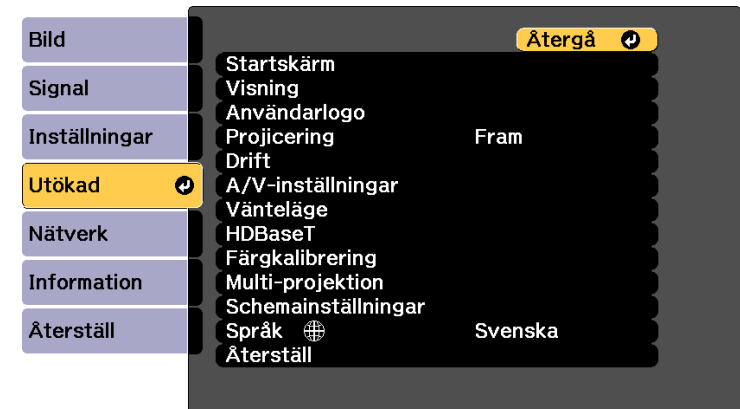 Bild
Signal
Inställningar
Utökad
Nätverk
Information
Återställ
Återgå
Startskärm
Visning
Användarlogo
Projicering Fram
Drift
A/V-inställningar
Vänteläge
HDBaseT
Färgkalibrering
Multi-projektion
Schemainställningar
Språk Svenska
Återställ